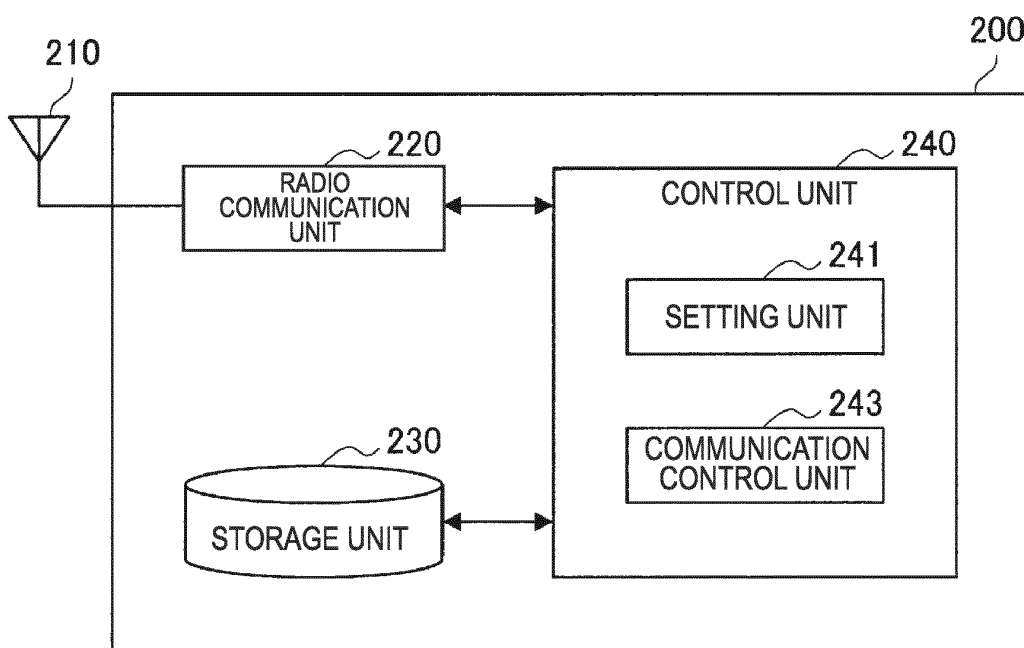 200
210
220
RADIO
COMMUNICATION
UNIT
240
CONTROL UNIT
241
SETTING UNIT
243
COMMUNICATION
CONTROL UNIT
230
STORAGE UNIT